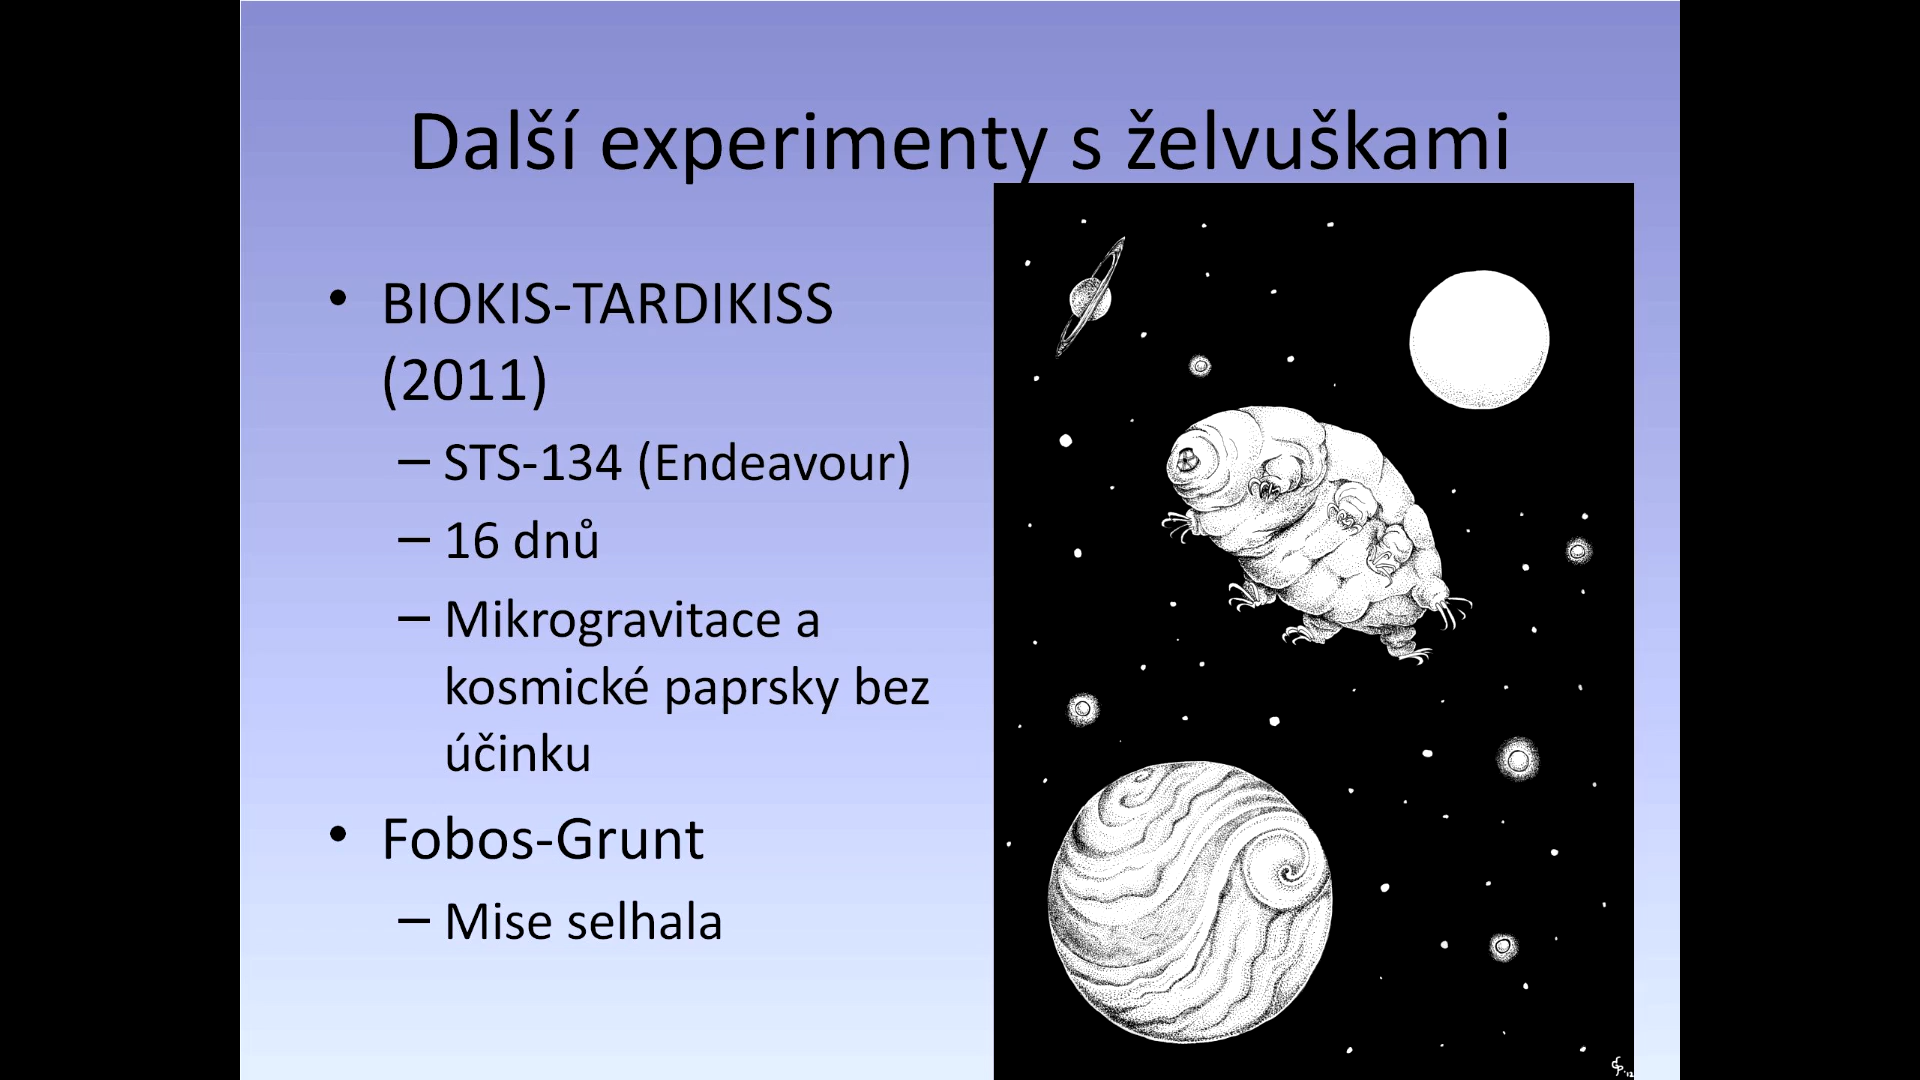 Další experimenty s želvuškami
• BIOKIS-TARDIKISS
(2011)
– STS-134 (Endeavour)
– 16 dnů
– Mikrogravitace a
kosmické paprsky bez
účinku
• Fobos-Grunt
– Mise selhala